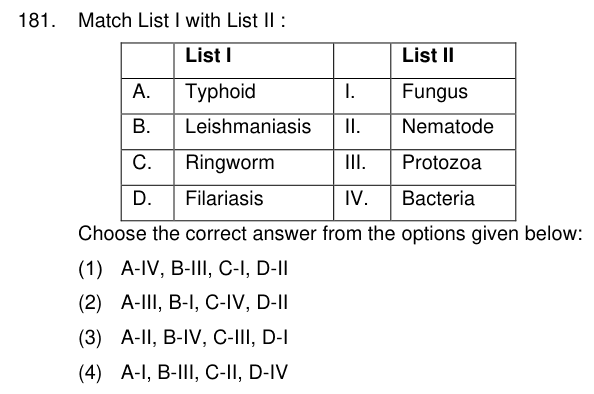 181. Match List I with List II :
List I List II
A. Typhoid I. Fungus
B. Leishmaniasis II. Nematode
C. Ringworm III. Protozoa
D. Filariasis IV. Bacteria
Choose the correct answer from the options given below:
(1) A-IV, B-III, C-I, D-II
(2) A-III, B-I, C-IV, D-II
(3) A-II, B-IV, C-III, D-I
(4) A-I, B-III, C-II, D-IV